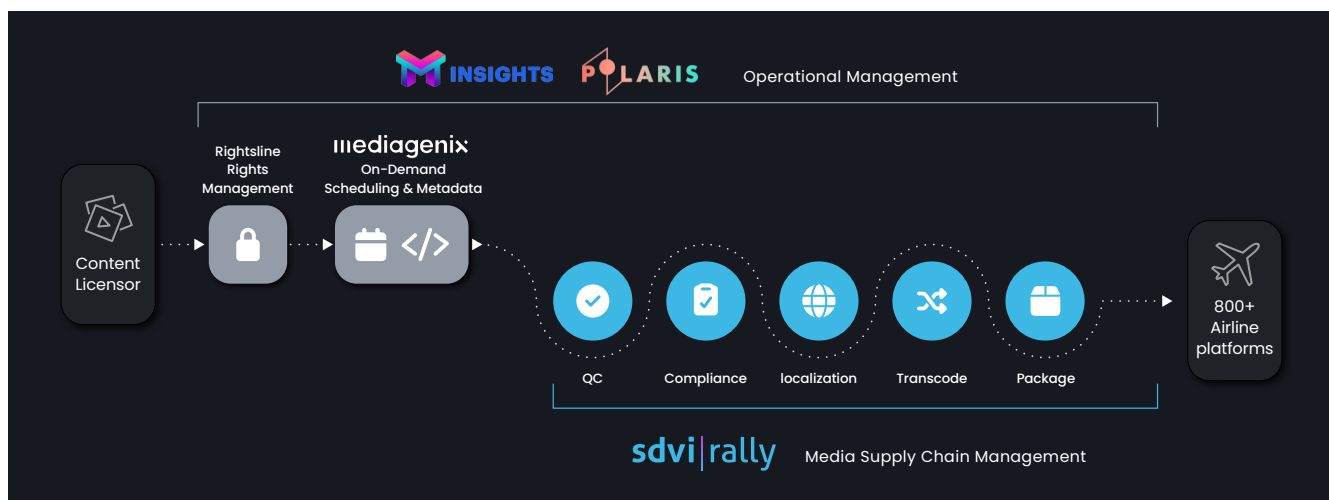 INSIGHTS
POLARIS
Operational Management
Rightsline
Rights
Management
mediagenix
On-Demand
Scheduling & Metadata
Content
Licensor
800+
Airline
platforms
QC
Compliance
localization
Transcode
Package
sdvi|rally
Media Supply Chain Management